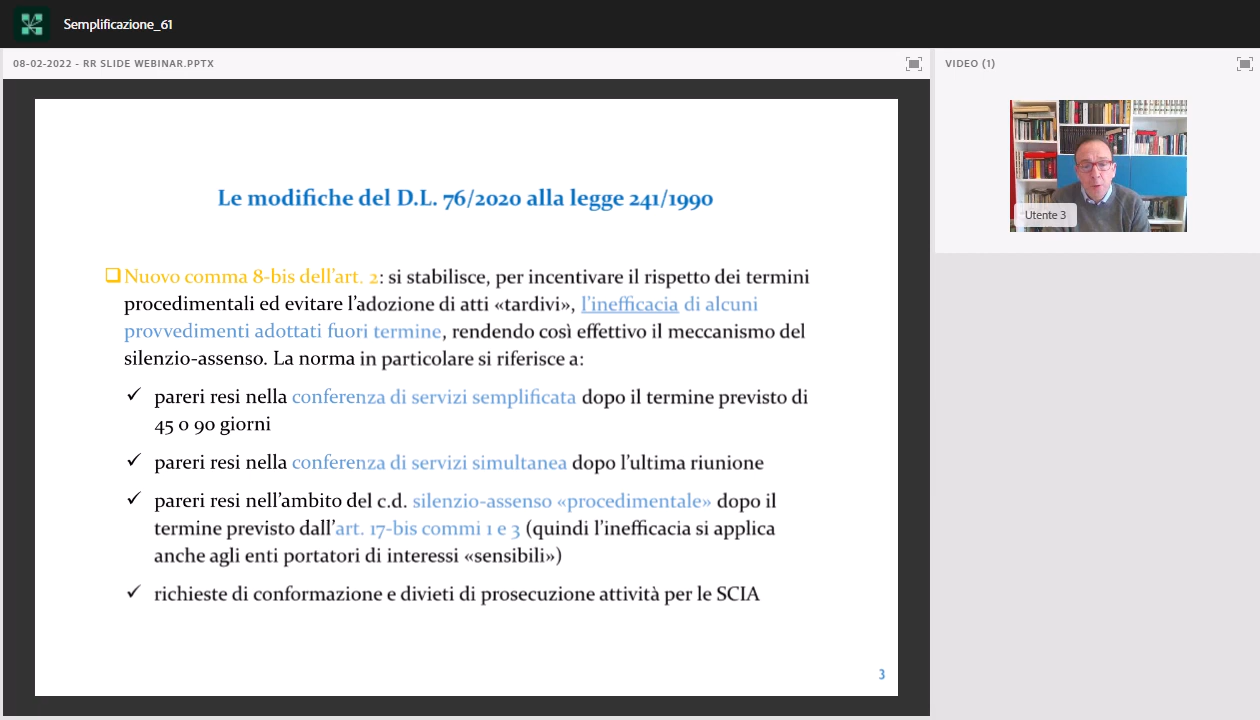 Semplificazione_61
08-02-2022 - RR SLIDE WEBINAR.PPTX
VIDEO (1)
Utente 3
Le modifiche del D.L. 76/2020 alla legge 241/1990
Nuovo comma 8-bis dell'art. 2: si stabilisce, per incentivare il rispetto dei termini
procedimentali ed evitare l'adozione di atti «tardivi», l'inefficacia di alcuni
provvedimenti adottati fuori termine, rendendo così effettivo il meccanismo del
silenzio-assenso. La norma in particolare si riferisce a:
✓ pareri resi nella conferenza di servizi semplificata dopo il termine previsto di
45 o 90 giorni
✓ pareri resi nella conferenza di servizi simultanea dopo l'ultima riunione
✓ pareri resi nell'ambito del c.d. silenzio-assenso «procedimentale» dopo il
termine previsto dall'art. 17-bis commi 1 e 3 (quindi l'inefficacia si applica
anche agli enti portatori di interessi «sensibili»)
✓ richieste di conformazione e divieti di prosecuzione attività per le SCIA
3